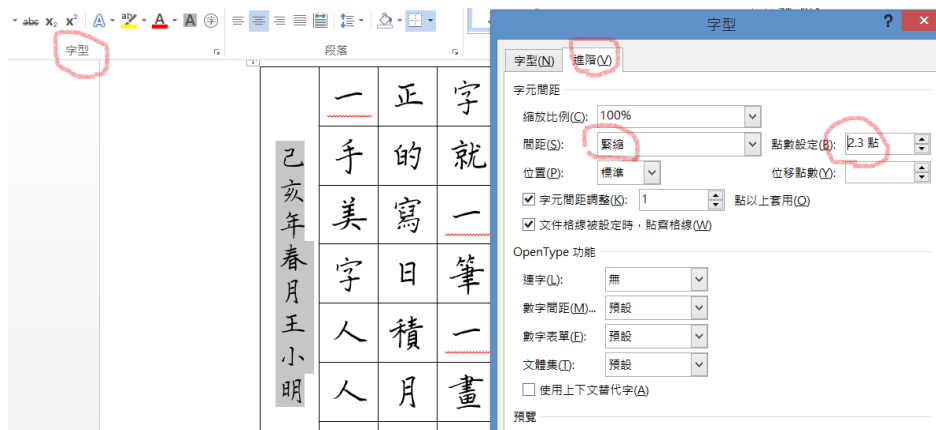 abc X₂ X² A ab A A 字
字型 段落
己亥年春月王小明
字就一筆一畫
正的寫日積月
一手美字人人
字型 ?
字型(N) 進階(V)
字元間距
縮放比例(C): 100%
間距(S): 緊縮 點數設定(B): 2.3 點
位置(P): 標準 位移點數(Y):
字元間距調整(K): 1 點以上套用(O)
文件格線被設定時，貼齊格線(W)
OpenType 功能
連字(L): 無
數字間距(M)... 預設
數字表單(F): 預設
文體集(T): 預設
使用上下文替代字(A)
預覽